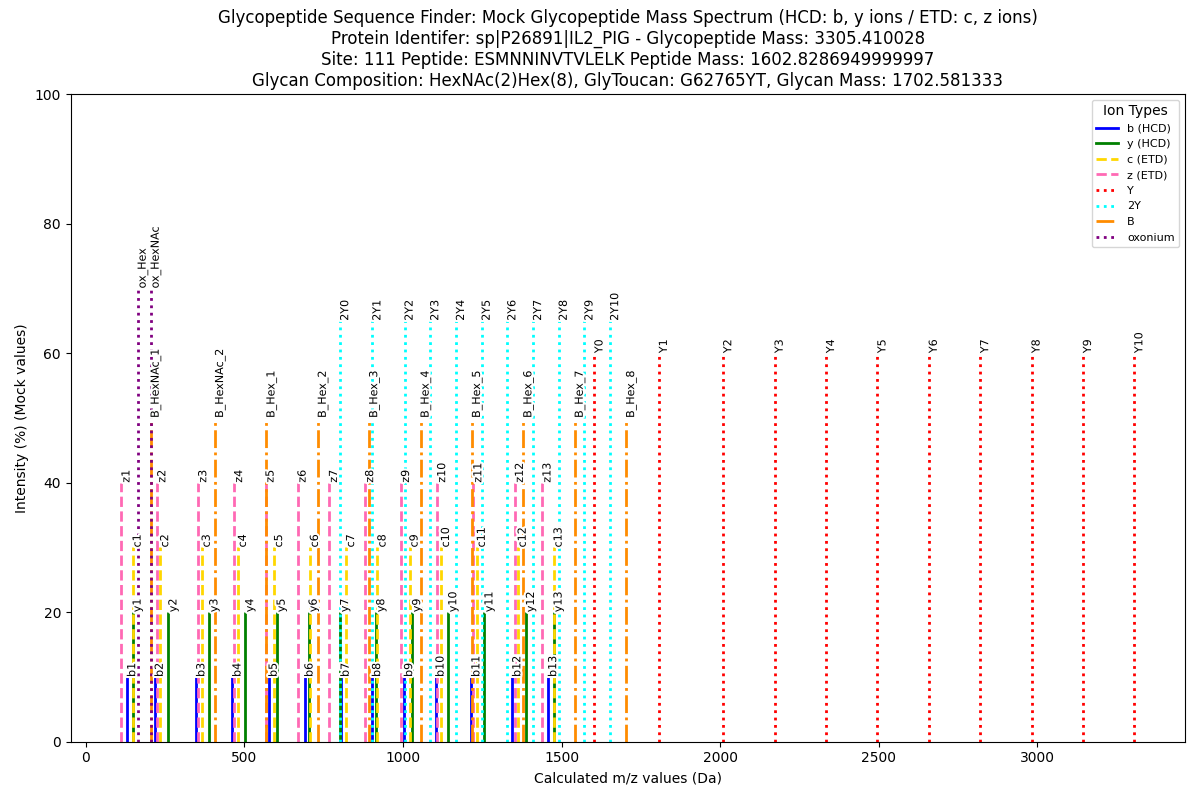 Glycopeptide Sequence Finder: Mock Glycopeptide Mass Spectrum (HCD: b, y ions / ETD: c, z ions)
Protein Identifer: sp|P26891|IL2_PIG - Glycopeptide Mass: 3305.410028
Site: 111 Peptide: ESMNNINVTVLELK Peptide Mass: 1602.8286949999997
Glycan Composition: HexNAc(2)Hex(8), GlyToucan: G62765YT, Glycan Mass: 1702.581333
Intensity (%) (Mock values)
100
80
60
40
20
0
Ion Types
b (HCD)
y (HCD)
c (ETD)
z (ETD)
Y
2Y
B
oxonium
ox_Hex
ox_HexNAc
2Y0
2Y1
2Y2
2Y3
2Y4
2Y5
2Y6
2Y7
2Y8
2Y9
2Y10
Y0
Y1
Y2
Y3
Y4
Y5
Y6
Y7
Y8
Y9
Y10
B_HexNAc_1
B_HexNAc_2
B_Hex_1
B_Hex_2
B_Hex_3
B_Hex_4
B_Hex_5
B_Hex_6
B_Hex_7
B_Hex_8
z1
z2
z3
z4
z5
z6
z7
z8
z9
z10
z11
z12
z13
c1
c2
c3
c4
c5
c6
c7
c8
c9
c10
c11
c12
c13
y1
y2
y3
y4
y5
y6
y7
y8
y9
y10
y11
y12
y13
b1
b2
b3
b4
b5
b6
b7
b8
b9
b10
b11
b12
b13
0
500
1000
1500
2000
2500
3000
Calculated m/z values (Da)